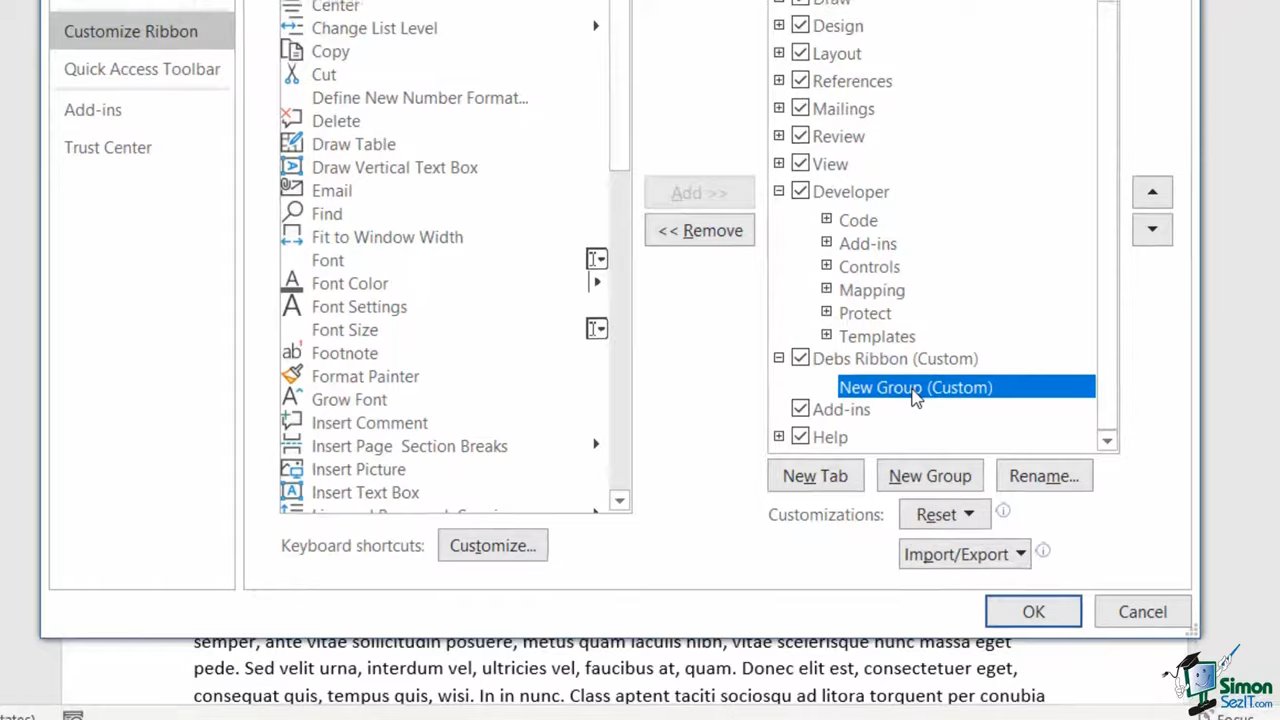 Customize Ribbon
Quick Access Toolbar
Add-ins
Trust Center
Center
Change List Level
Copy
Cut
Define New Number Format...
Delete
Draw Table
Draw Vertical Text Box
Email
Find
Fit to Window Width
Font
Font Color
Font Settings
Font Size
Footnote
Format Painter
Grow Font
Insert Comment
Insert Page Section Breaks
Insert Picture
Insert Text Box
Keyboard shortcuts: Customize...
Add >>
<< Remove
Draw
Design
Layout
References
Mailings
Review
View
Developer
Code
Add-ins
Controls
Mapping
Protect
Templates
Debs Ribbon (Custom)
New Group (Custom)
Add-ins
Help
New Tab New Group Rename...
Customizations: Reset
Import/Export
OK Cancel
semper, ante vitae sollicitudin posuere, metus quam iaculis nibh, vitae scelerisque nunc massa eget
pede. Sed velit urna, interdum vel, ultricies vel, faucibus at, quam. Donec elit est, consectetuer eget,
consequat quis, tempus quis, wisi. In in nunc. Class aptent taciti sociosqu ad litora torquent per conubia
Simon
SezIT.com